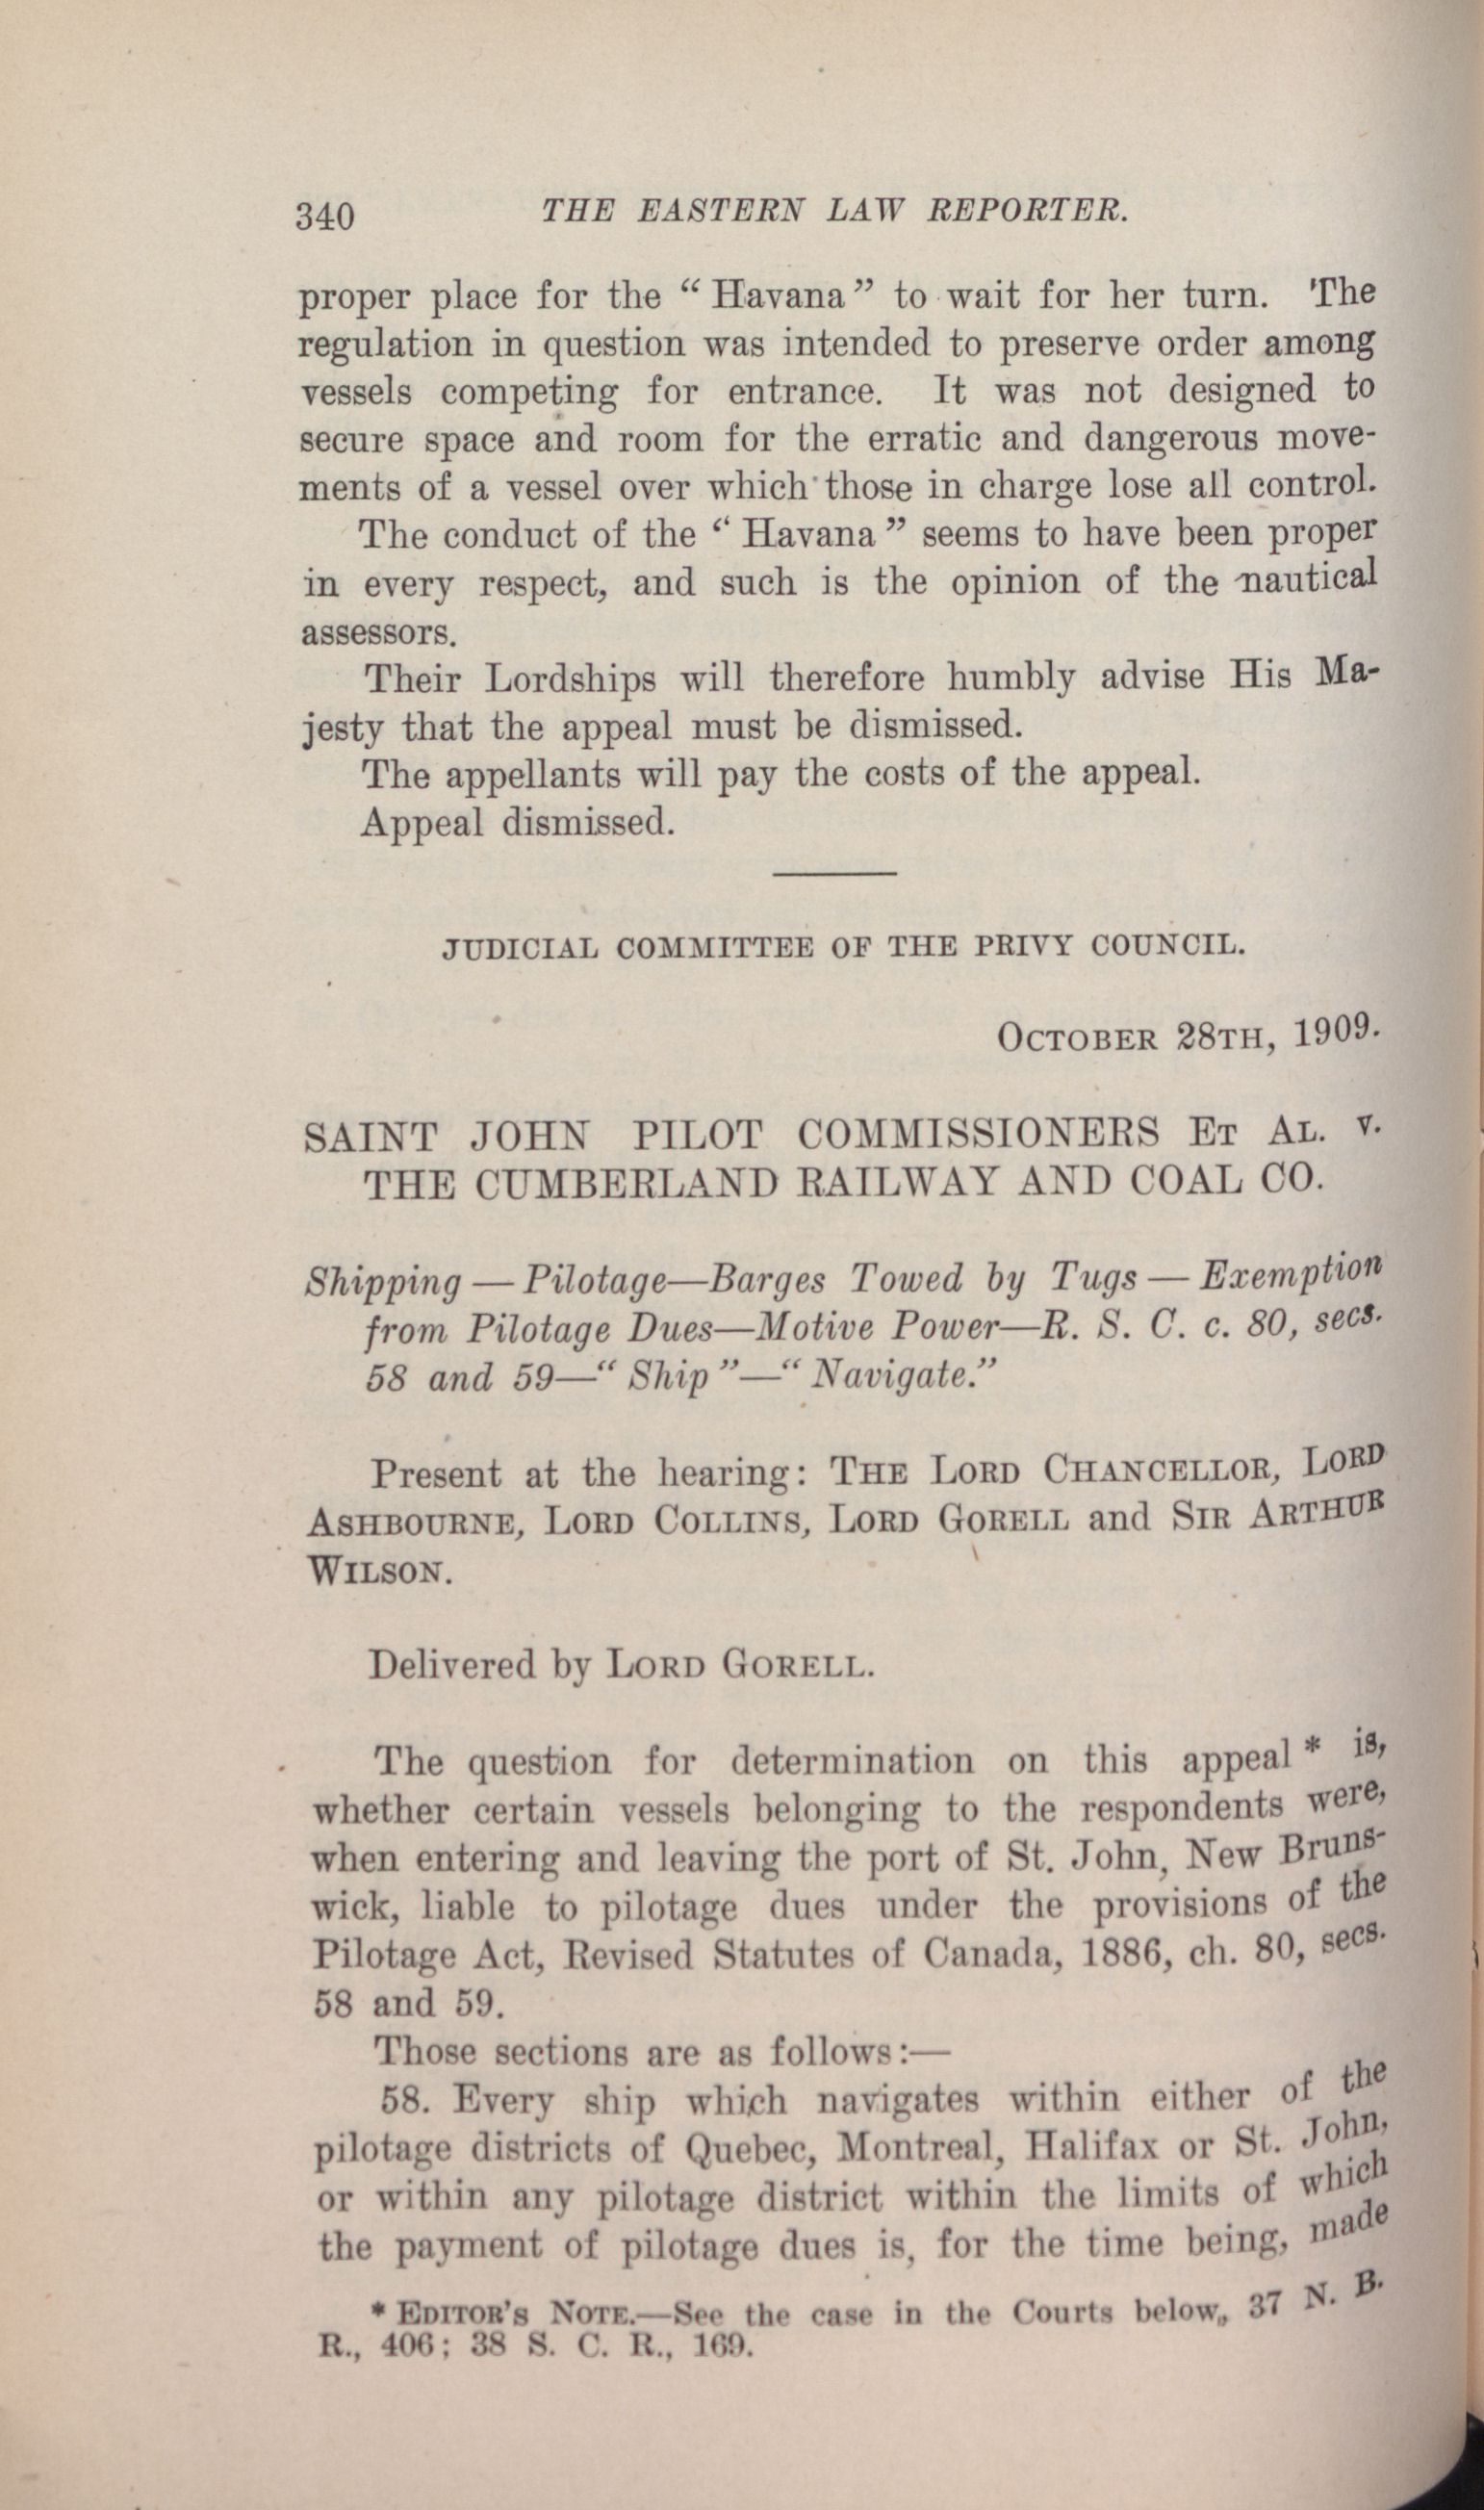 340 THE EASTERN LAW REPORTER.
proper place for the “ Havana ” to wait for her turn. The
regulation in question was intended to preserve order among
vessels competing for entrance. It was not designed to
secure space and room for the erratic and dangerous move-
ments of a vessel over which those in charge lose all control.
The conduct of the “ Havana ” seems to have been proper
in every respect, and such is the opinion of the nautical
assessors.
Their Lordships will therefore humbly advise His Ma-
jesty that the appeal must be dismissed.
The appellants will pay the costs of the appeal.
Appeal dismissed.
JUDICIAL COMMITTEE OF THE PRIVY COUNCIL.
OCTOBER 28TH, 1909.
SAINT JOHN PILOT COMMISSIONERS ET AL. v.
THE CUMBERLAND RAILWAY AND COAL CO.
Shipping — Pilotage—Barges Towed by Tugs — Exemption
from Pilotage Dues—Motive Power—R. S. C. c. 80, secs.
58 and 59—“ Ship ”—“ Navigate.”
Present at the hearing: THE LORD CHANCELLOR, LORD
ASHBOURNE, LORD COLLINS, LORD GORELL and SIR ARTHUR
WILSON.
Delivered by LORD GORELL.
The question for determination on this appeal * is,
whether certain vessels belonging to the respondents were,
when entering and leaving the port of St. John, New Bruns-
wick, liable to pilotage dues under the provisions of the
Pilotage Act, Revised Statutes of Canada, 1886, ch. 80, secs.
58 and 59.
Those sections are as follows:—
58. Every ship which navigates within either of the
pilotage districts of Quebec, Montreal, Halifax or St. John,
or within any pilotage district within the limits of which
the payment of pilotage dues is, for the time being, made
* EDITOR'S NOTE.—See the case in the Courts below,, 37 N. B.
R., 406; 38 S. C. R., 169.